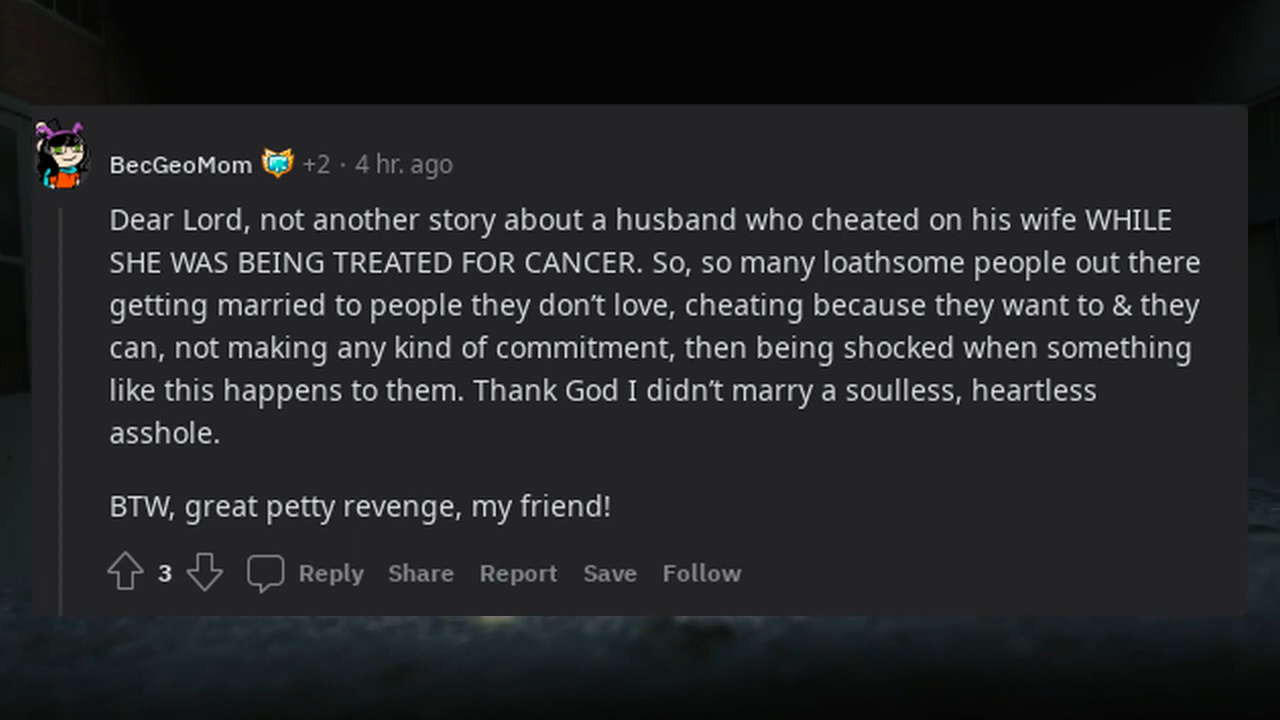 BecGeoMom +2 · 4 hr. ago
Dear Lord, not another story about a husband who cheated on his wife WHILE
SHE WAS BEING TREATED FOR CANCER. So, so many loathsome people out there
getting married to people they don’t love, cheating because they want to & they
can, not making any kind of commitment, then being shocked when something
like this happens to them. Thank God I didn’t marry a soulless, heartless
asshole.
BTW, great petty revenge, my friend!
3 Reply Share Report Save Follow